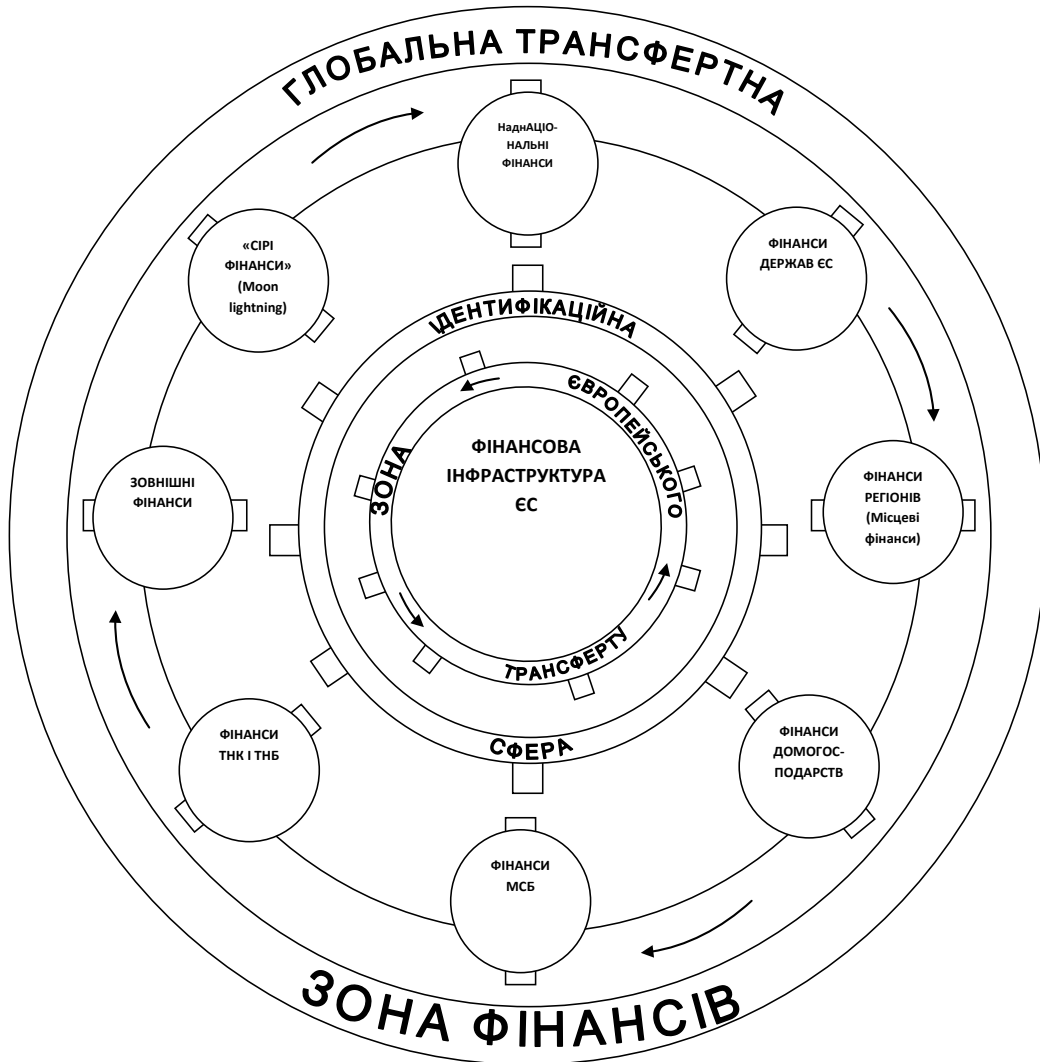 ГЛОБАЛЬНА ТРАНСФЕРТНА
НаднАЦІО-
НАЛЬНІ
ФІНАНСИ
«СІРІ
ФІНАНСИ»
(Moon
lightning)
ФІНАНСИ
ДЕРЖАВ ЄС
ІДЕНТИФІКАЦІЙНА
ЗОНА
ЄВРОПЕЙСЬКОГО
ФІНАНСОВА
ІНФРАСТРУКТУРА
ЄС
ЗОВНІШНІ
ФІНАНСИ
ФІНАНСИ
РЕГІОНІВ
(Місцеві
фінанси)
ТРАНСФЕРТУ
СФЕРА
ФІНАНСИ
ТНК І ТНБ
ФІНАНСИ
ДОМОГОС-
ПОДАРСТВ
ФІНАНСИ
МСБ
ЗОНА ФІНАНСІВ